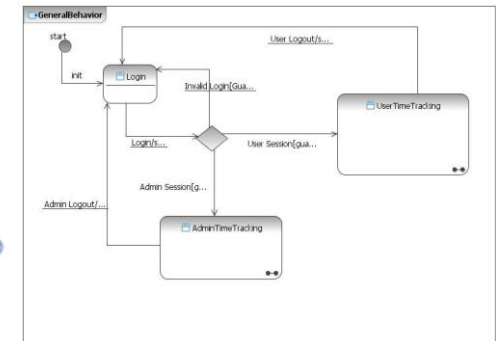 GeneralBehavior
start
User Logout/s...
init
Login
Invalid Login[Gua...
UserTimeTracking
Login/s...
User Session[gua...
Admin Session[g...
Admin Logout/...
AdminTimeTracking